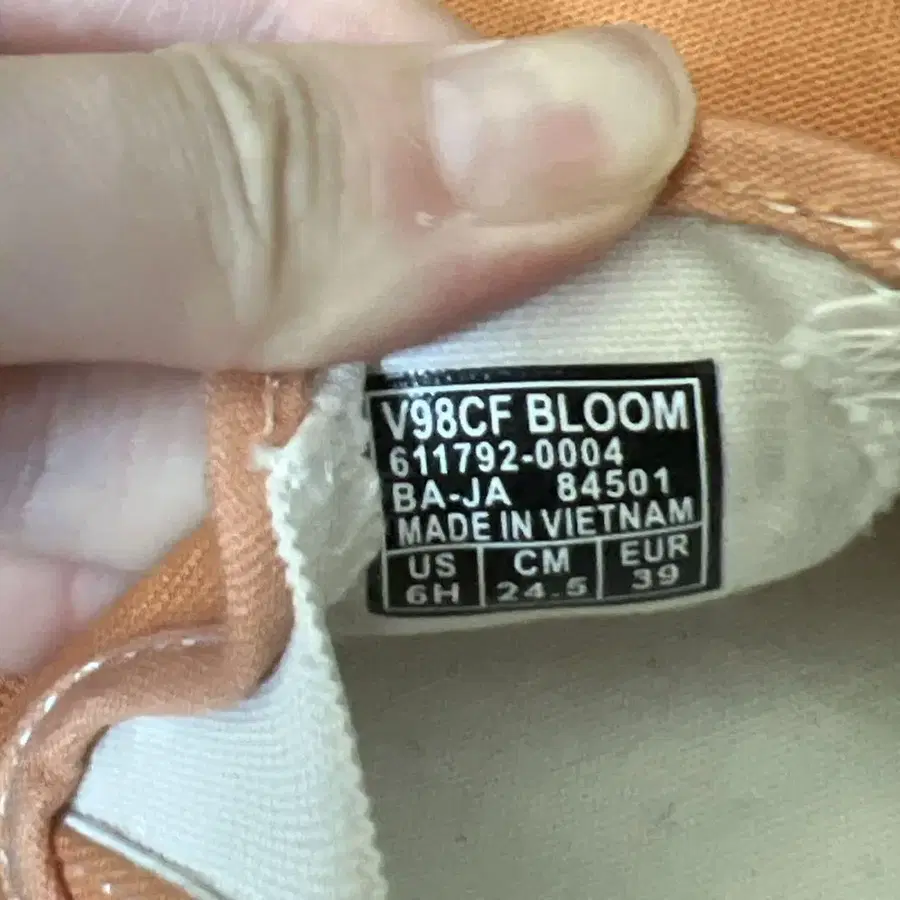 V98CF BLOOM
611792-0004
BA-JA 84501
MADE IN VIETNAM
US CM EUR
6H 24.5 39